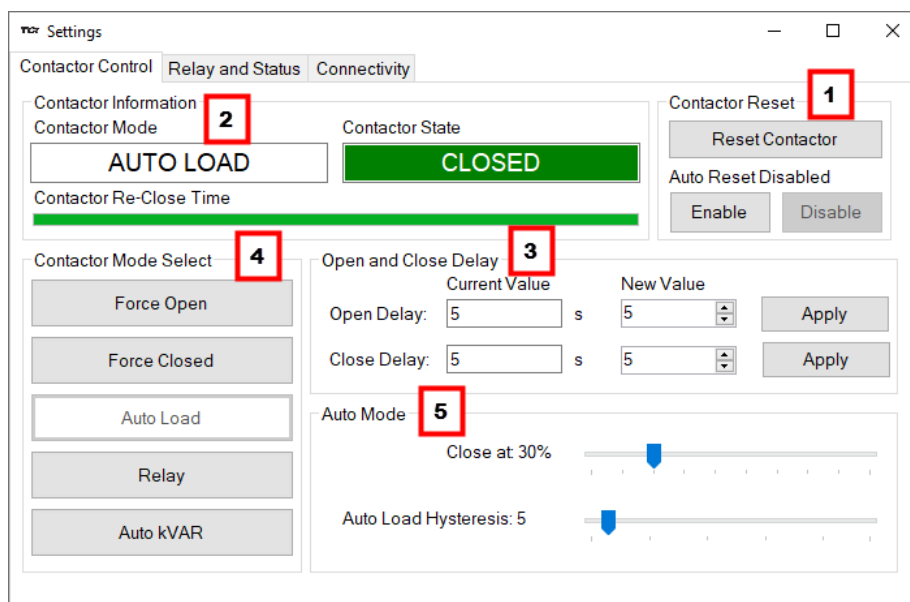 TCI Settings
Contactor Control Relay and Status Connectivity
Contactor Information
2
Contactor Mode
Contactor State
AUTO LOAD
CLOSED
Contactor Re-Close Time
Contactor Reset
1
Reset Contactor
Auto Reset Disabled
Enable Disable
Contactor Mode Select
4
Force Open
Force Closed
Auto Load
Relay
Auto kVAR
Open and Close Delay
3
Current Value New Value
Open Delay: 5 s 5 Apply
Close Delay: 5 s 5 Apply
Auto Mode
5
Close at: 30%
Auto Load Hysteresis: 5